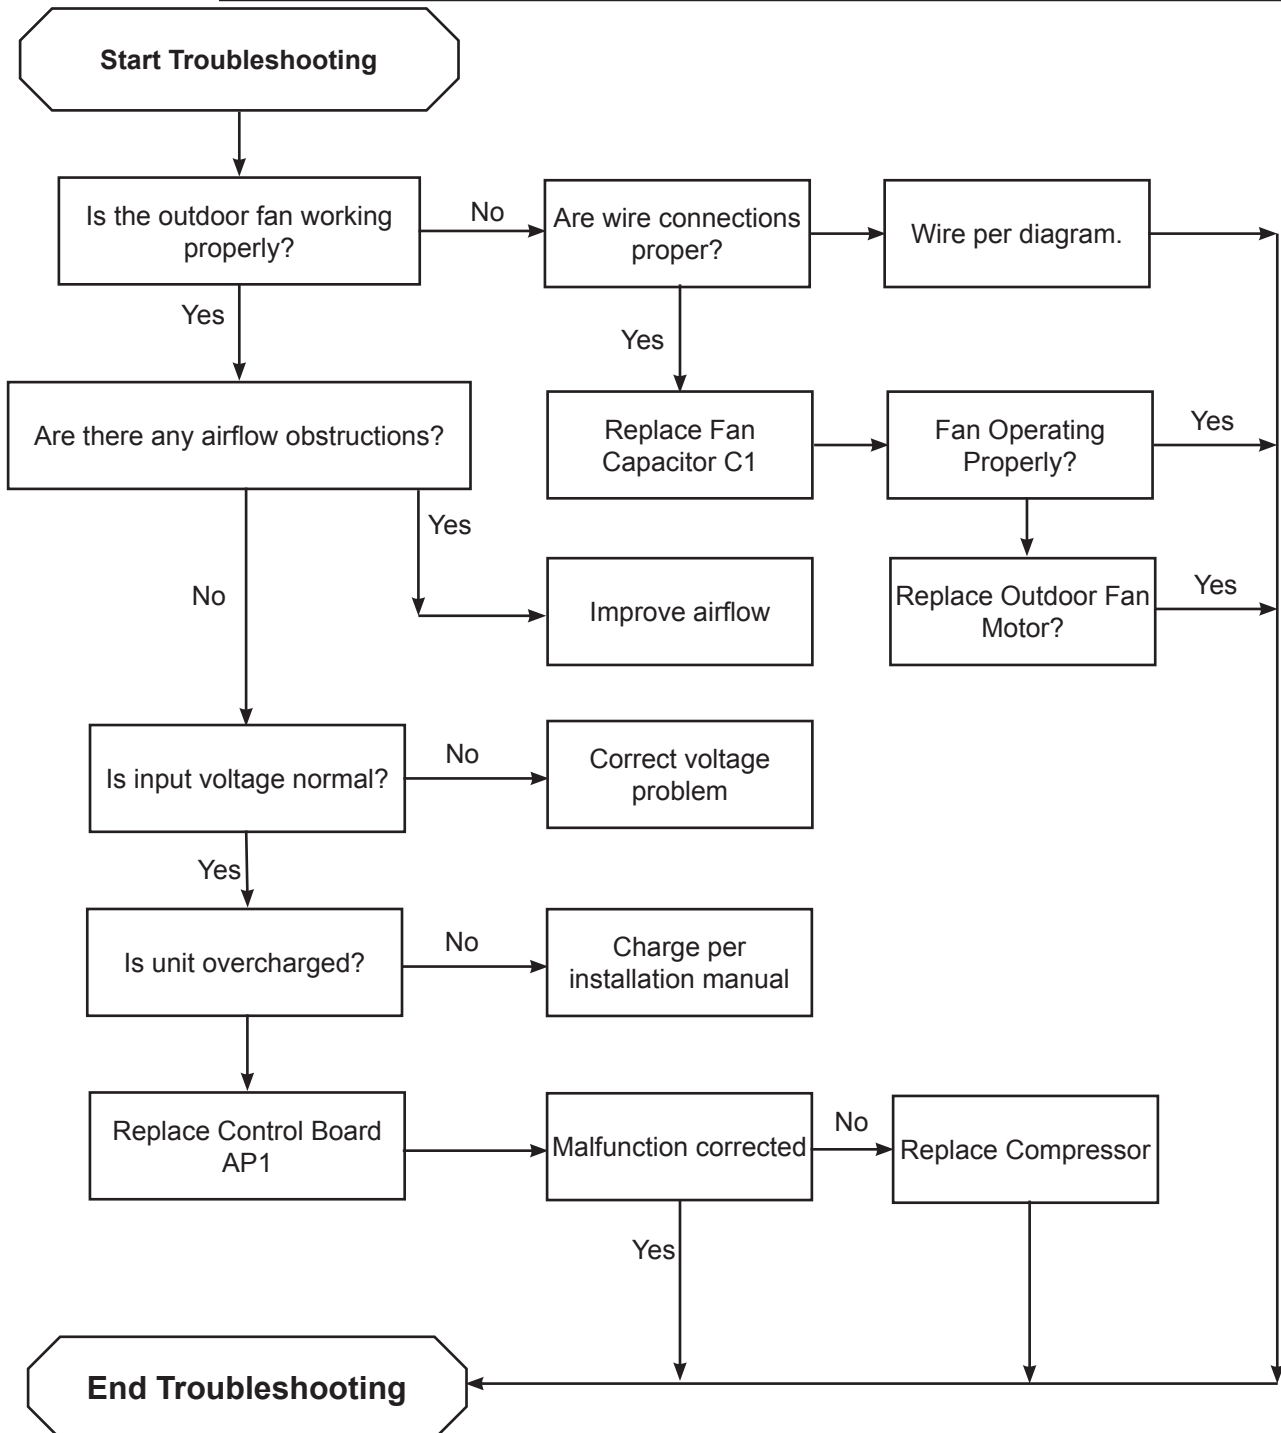 Start Troubleshooting
Is the outdoor fan working
properly?
No
Are wire connections
proper?
Wire per diagram.
Yes
Yes
Are there any airflow obstructions?
Replace Fan
Capacitor C1
Fan Operating
Properly?
Yes
Yes
No
Improve airflow
Replace Outdoor Fan
Motor?
Yes
Is input voltage normal?
No
Correct voltage
problem
Yes
Is unit overcharged?
No
Charge per
installation manual
Replace Control Board
AP1
Malfunction corrected
No
Replace Compressor
Yes
End Troubleshooting